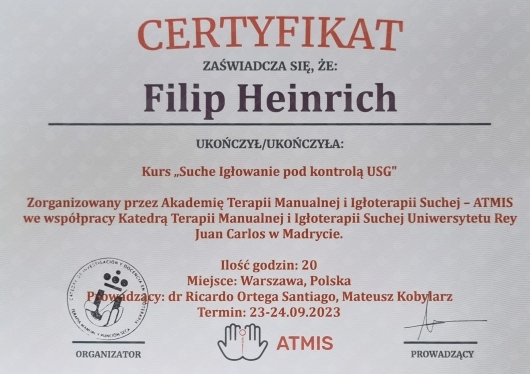 CERTYFIKAT
ZAŚWIADCZA SIĘ, ŻE:
Filip Heinrich
UKOŃCZYŁ/UKOŃCZYŁA:
Kurs „Suche Igłowanie pod kontrolą USG"
Zorganizowany przez Akademię Terapii Manualnej i Igłoterapii Suchej – ATMIS
we współpracy Katedrą Terapii Manualnej i Igłoterapii Suchej Uniwersytetu Rey
Juan Carlos w Madrycie.
Ilość godzin: 20
Miejsce: Warszawa, Polska
Prowadzący: dr Ricardo Ortega Santiago, Mateusz Kobylarz
Termin: 23-24.09.2023
ORGANIZATOR
ATMIS
PROWADZĄCY